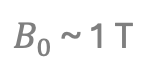 B₀ ~ 1 T